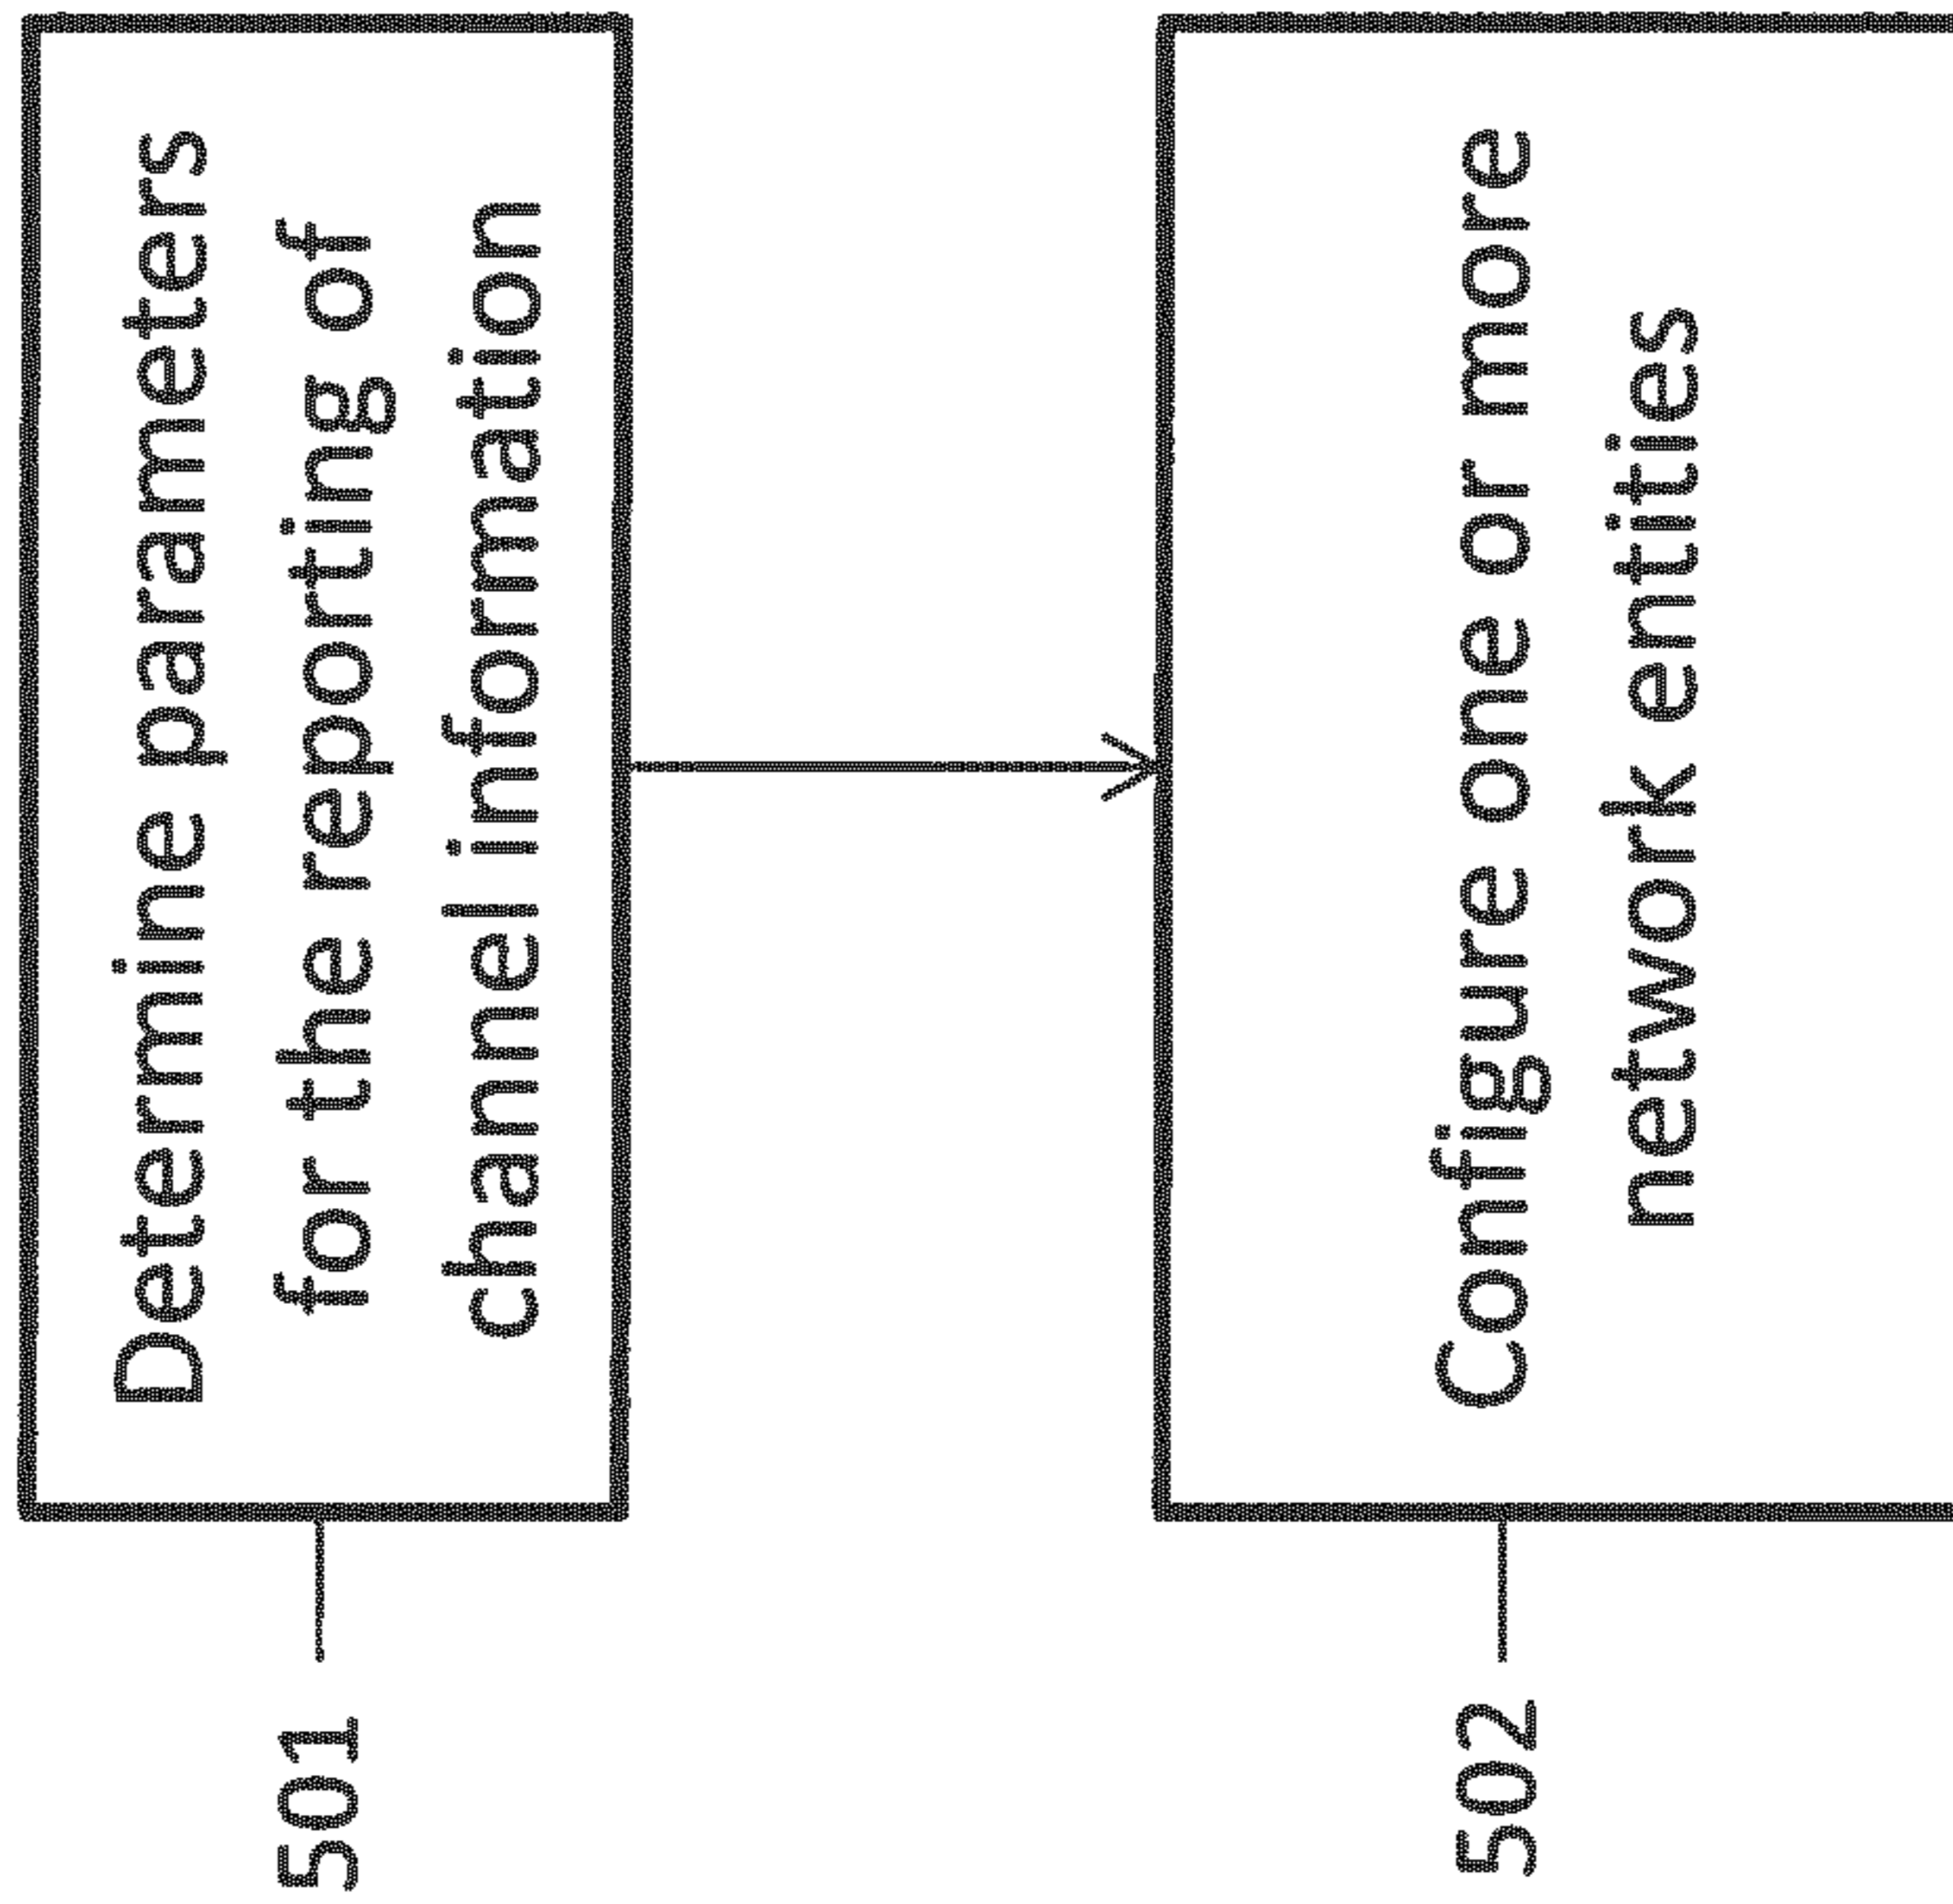 Determine parameters
for the reporting of
channel information
501
Configure one or more
network entities
502